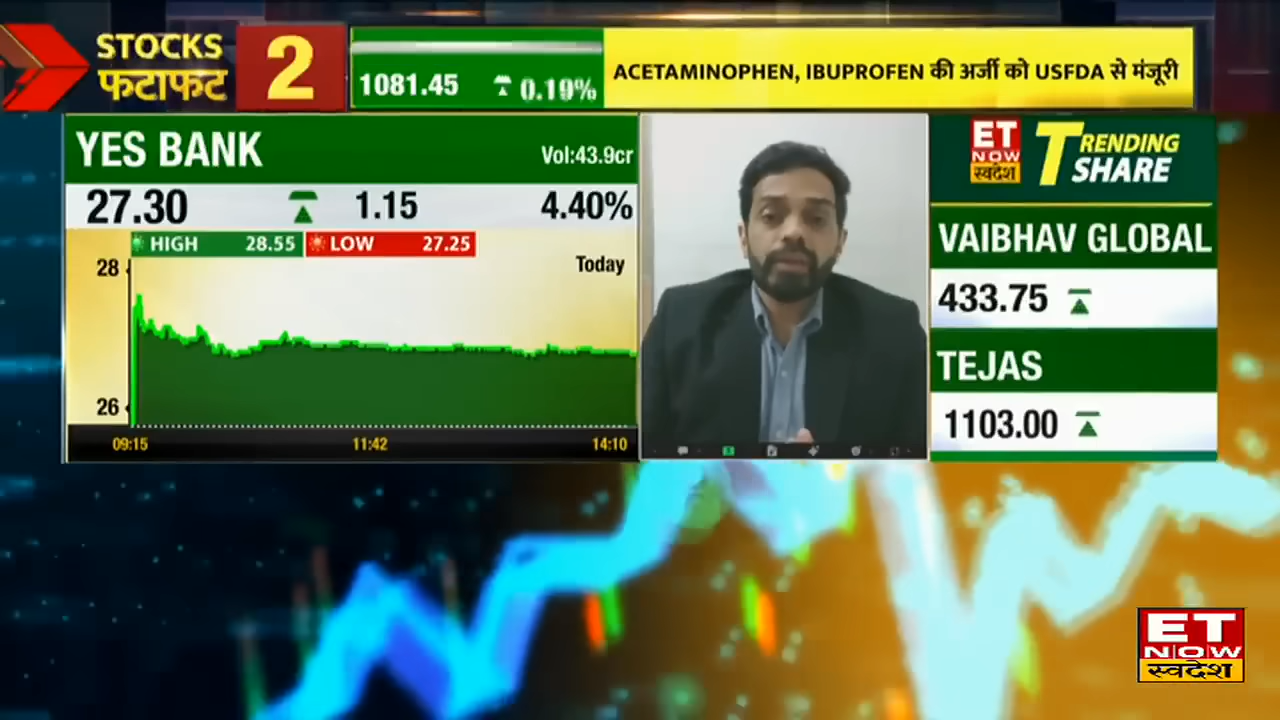 STOCKS
फटाफट
2
1081.45 0.19%
ACETAMINOPHEN, IBUPROFEN की अर्जी को USFDA से मंजूरी
YES BANK
Vol:43.9cr
27.30 1.15 4.40%
HIGH 28.55 LOW 27.25
Today
28
26
09:15 11:42 14:10
ET
NOW
स्वदेश
TRENDING
SHARE
VAIBHAV GLOBAL
433.75
TEJAS
1103.00
ET
NOW
स्वदेश